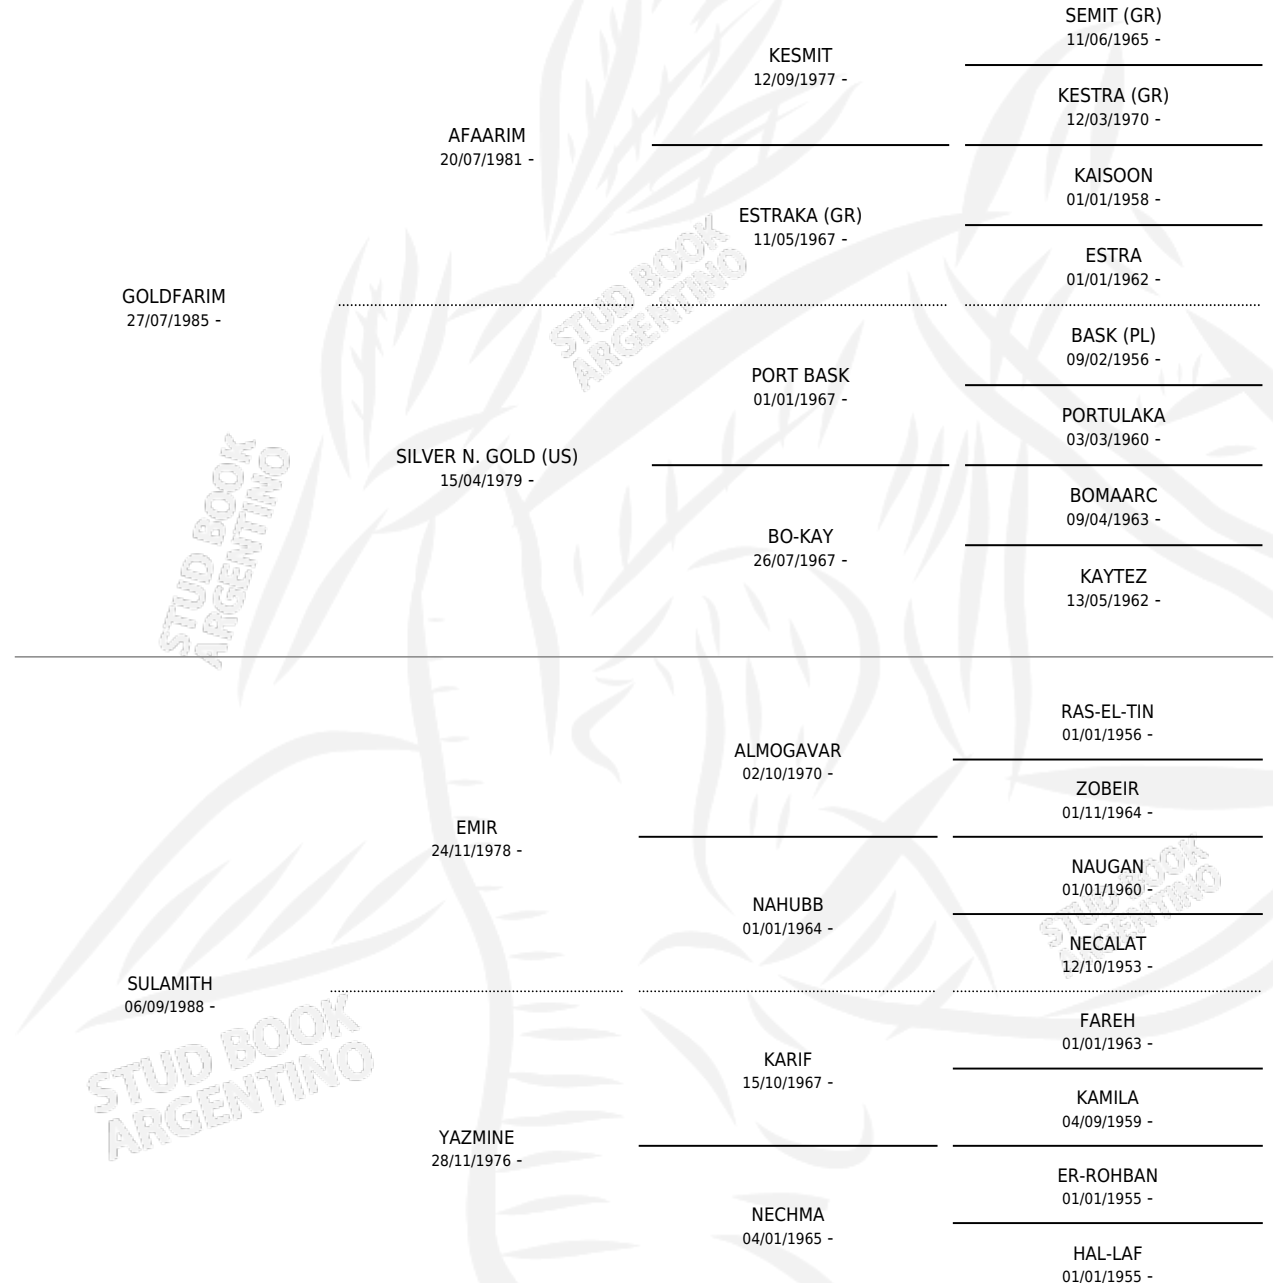 SEMIT (GR)
11/06/1965 -
KESMIT
12/09/1977 -
KESTRA (GR)
12/03/1970 -
AFAARIM
20/07/1981 -
KAISOON
01/01/1958 -
ESTRAKA (GR)
11/05/1967 -
ESTRA
01/01/1962 -
GOLDFARIM
27/07/1985 -
BASK (PL)
09/02/1956 -
PORT BASK
01/01/1967 -
PORTULAKA
03/03/1960 -
SILVER N. GOLD (US)
15/04/1979 -
BOMAARC
09/04/1963 -
BO-KAY
26/07/1967 -
KAYTEZ
13/05/1962 -
RAS-EL-TIN
01/01/1956 -
ALMOGAVAR
02/10/1970 -
ZOBEIR
01/11/1964 -
EMIR
24/11/1978 -
NAUGAN
01/01/1960 -
NAHUBB
01/01/1964 -
NECALAT
12/10/1953 -
SULAMITH
06/09/1988 -
FAREH
01/01/1963 -
KARIF
15/10/1967 -
KAMILA
04/09/1959 -
YAZMINE
28/11/1976 -
ER-ROHBAN
01/01/1955 -
NECHMA
04/01/1965 -
HAL-LAF
01/01/1955 -
STUD BOOK
ARGENTINO
STUD BOOK
ARGENTINO
STUD BOOK
ARGENTINO
STUD BOOK
ARGENTINO